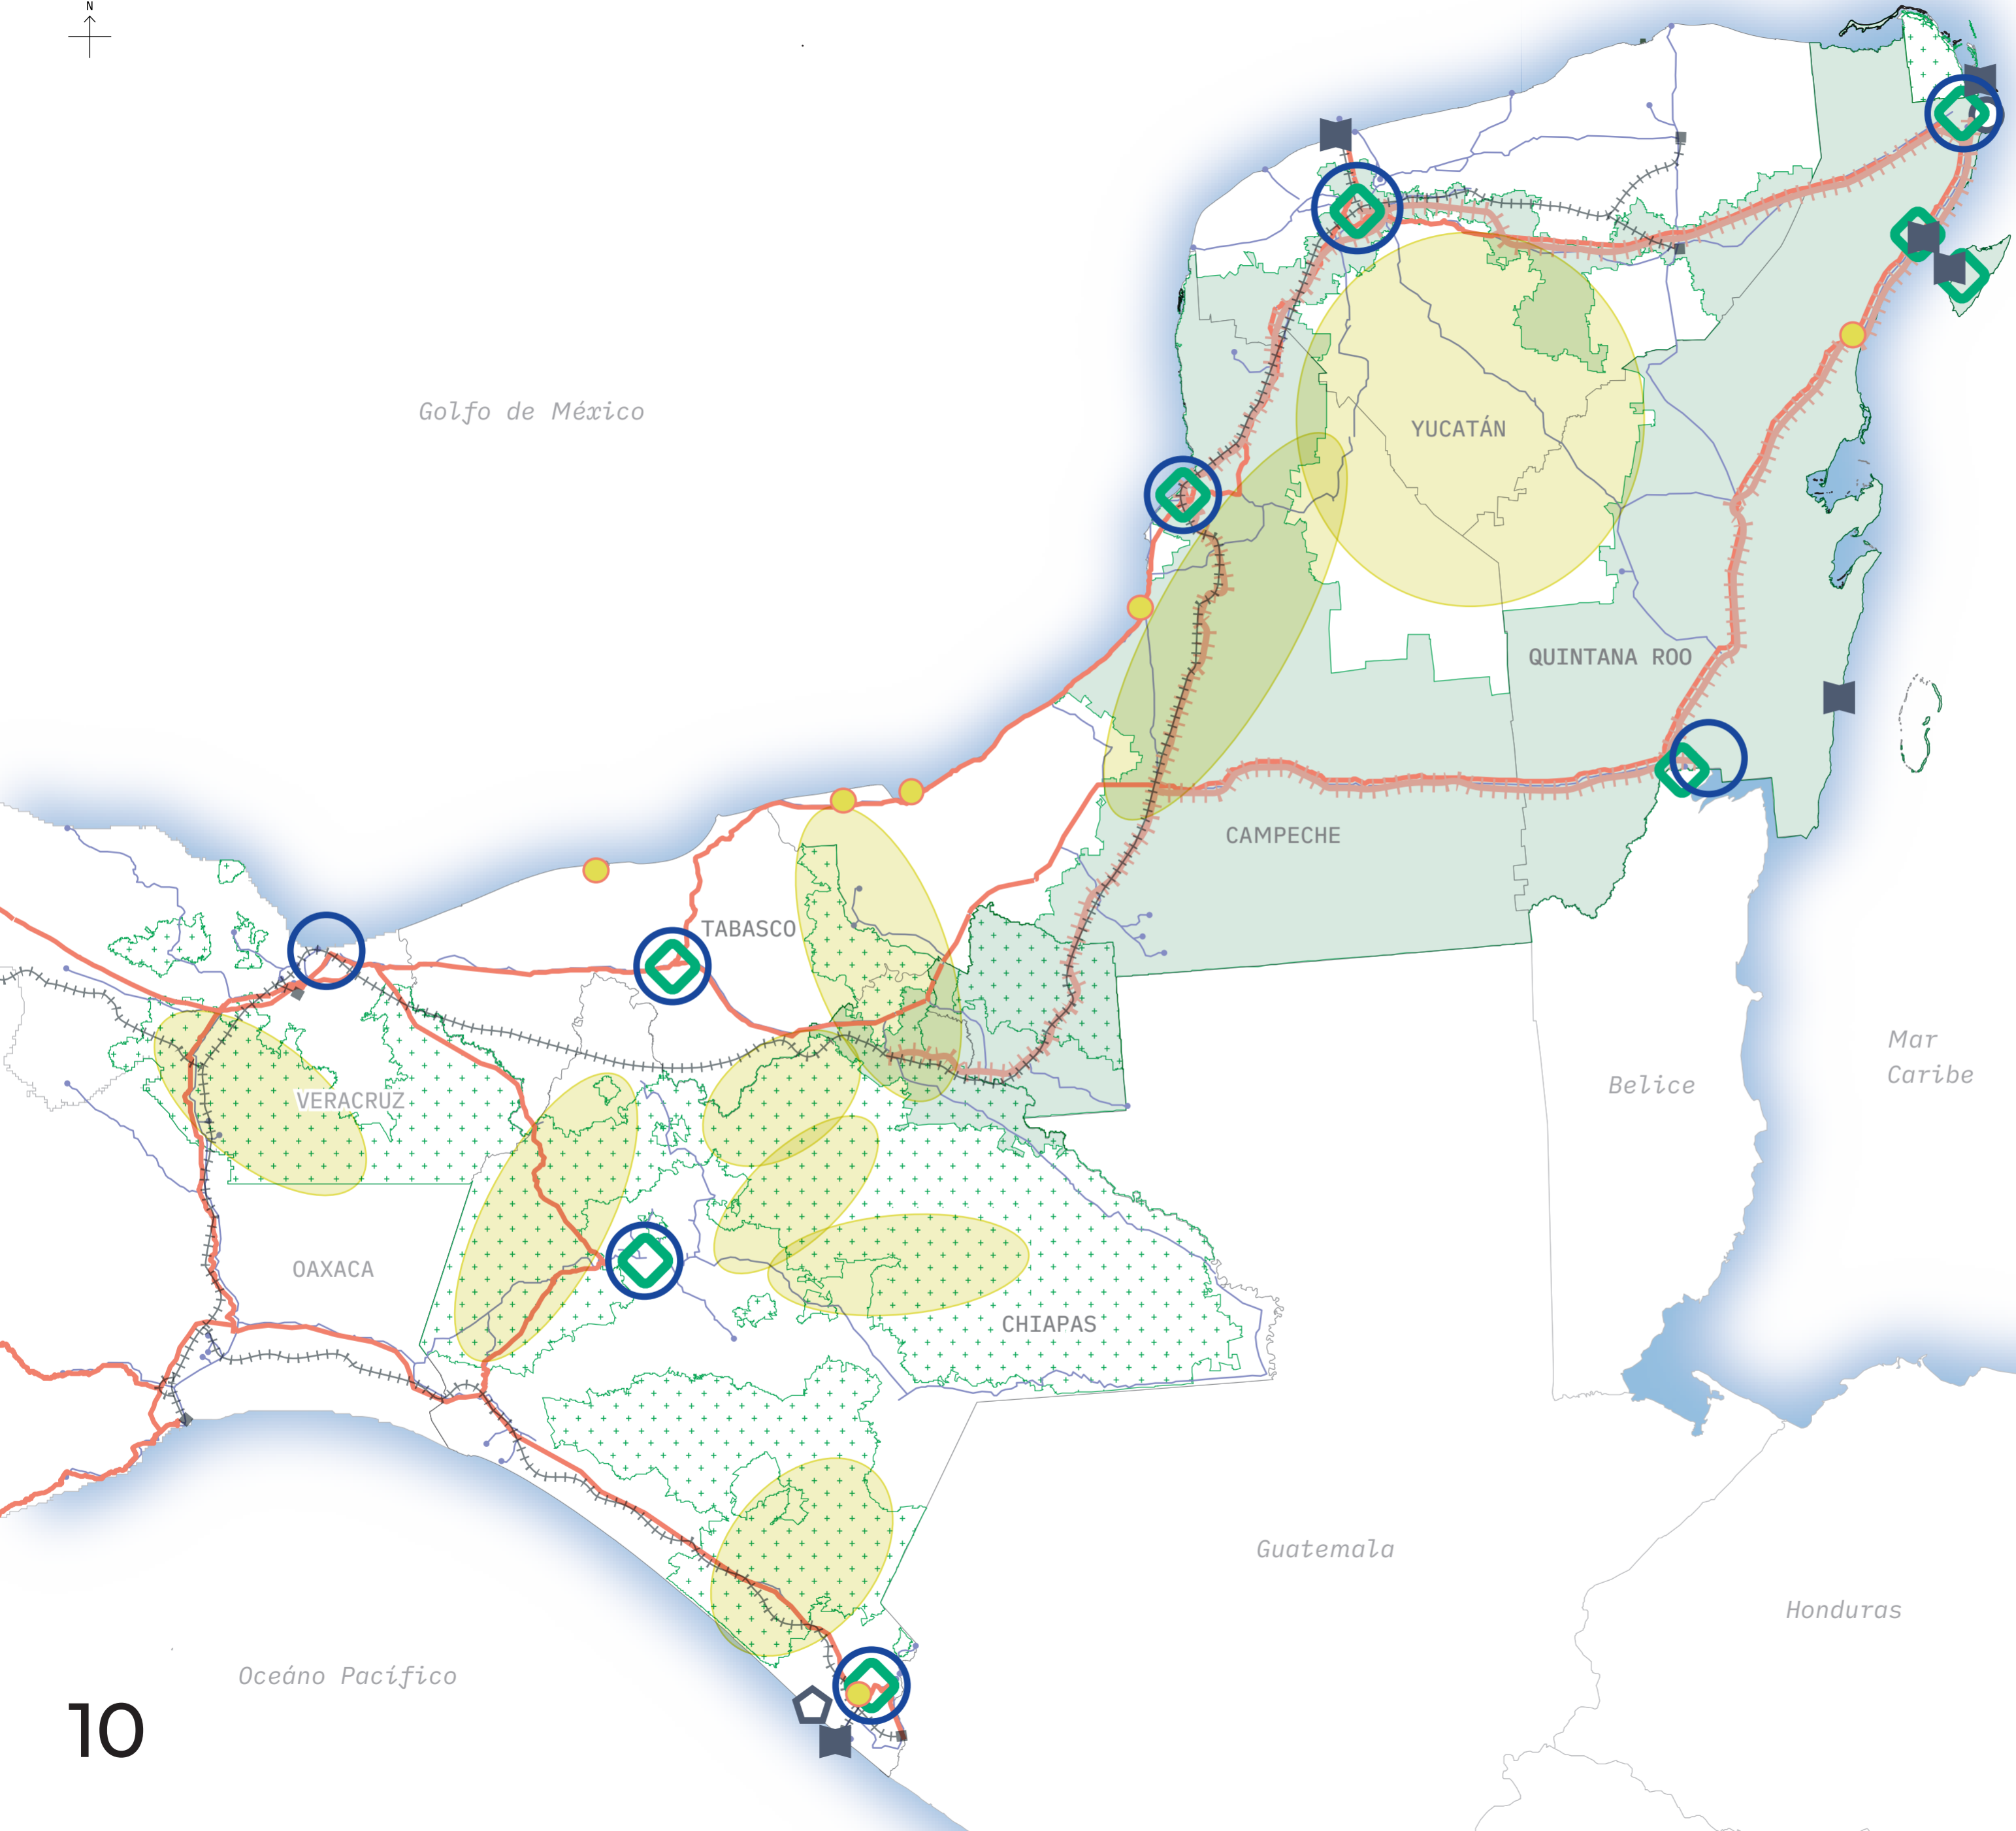 N
Golfo de México
YUCATÁN
QUINTANA ROO
CAMPECHE
TABASCO
Mar
Caribe
Belice
VERACRUZ
OAXACA
CHIAPAS
Guatemala
Honduras
Oceáno Pacífico
10